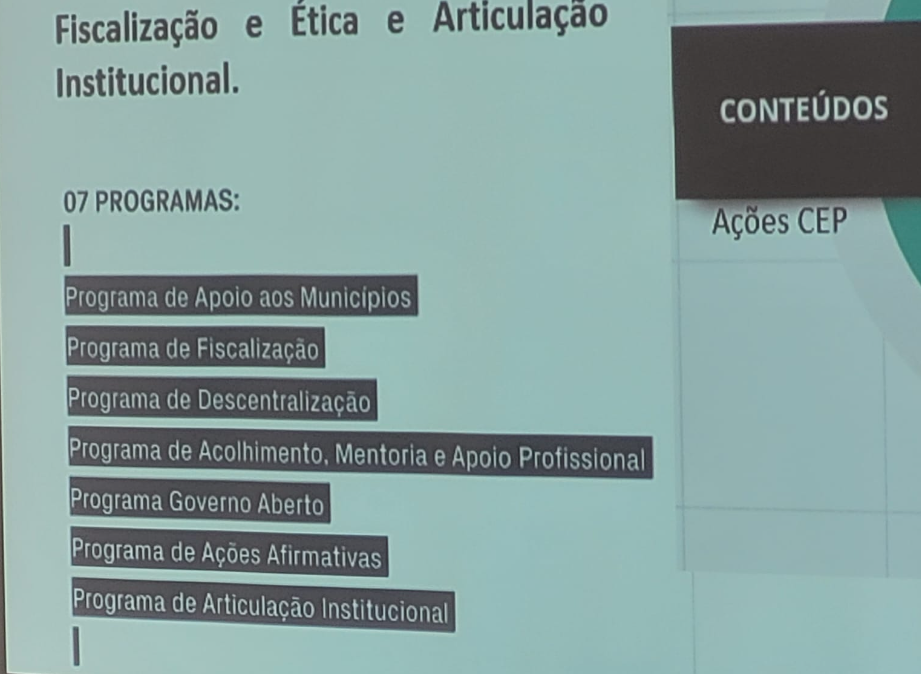 Fiscalização e Ética e Articulação
Institucional.
07 PROGRAMAS:
Programa de Apoio aos Municípios
Programa de Fiscalização
Programa de Descentralização
Programa de Acolhimento, Mentoria e Apoio Profissional
Programa Governo Aberto
Programa de Ações Afirmativas
Programa de Articulação Institucional
CONTEÚDOS
Ações CEP